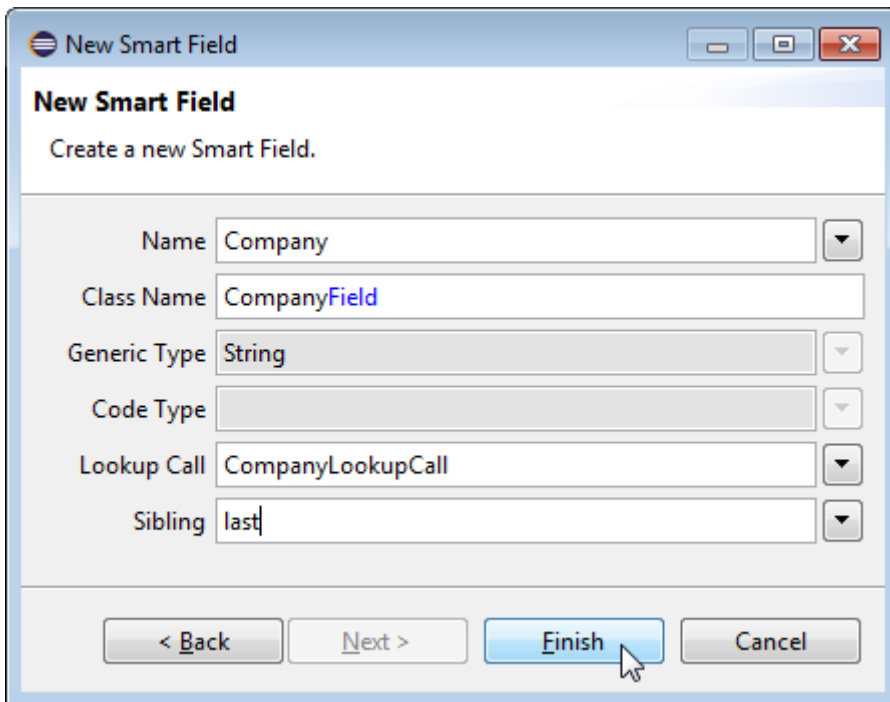 New Smart Field
New Smart Field
Create a new Smart Field.
Name Company
Class Name CompanyField
Generic Type String
Code Type
Lookup Call CompanyLookupCall
Sibling last
< Back Next > Finish Cancel